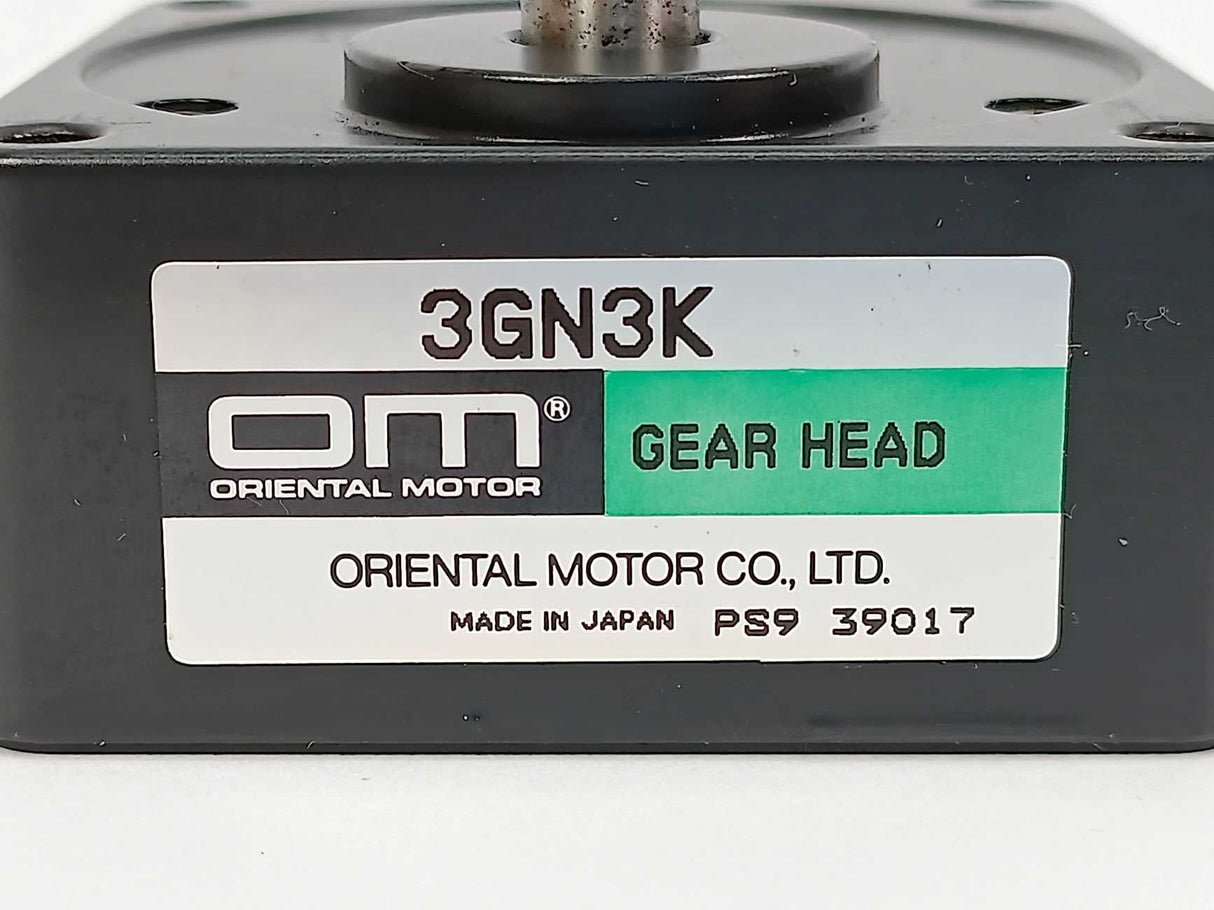 3GN3K
OM®
ORIENTAL MOTOR
GEAR HEAD
ORIENTAL MOTOR CO., LTD.
MADE IN JAPAN PS9 39017